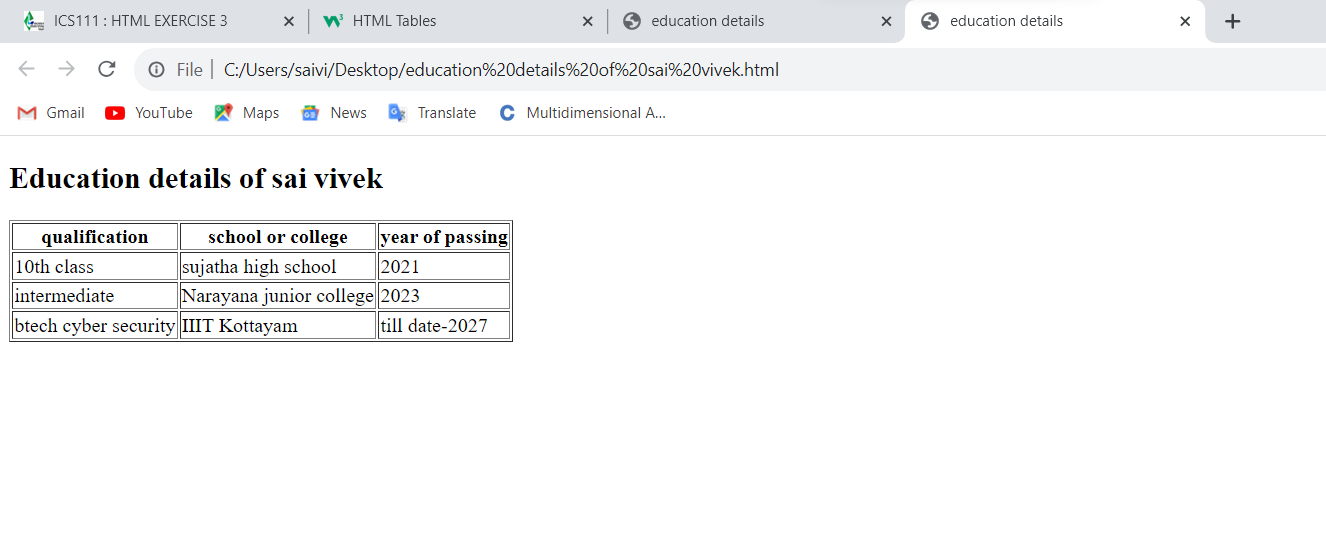 ICS111 : HTML EXERCISE 3 HTML Tables education details education details
File C:/Users/saivi/Desktop/education%20details%20of%20sai%20vivek.html
Gmail YouTube Maps News Translate Multidimensional A...
Education details of sai vivek
qualification school or college year of passing
10th class sujatha high school 2021
intermediate Narayana junior college 2023
btech cyber security IIIT Kottayam till date-2027